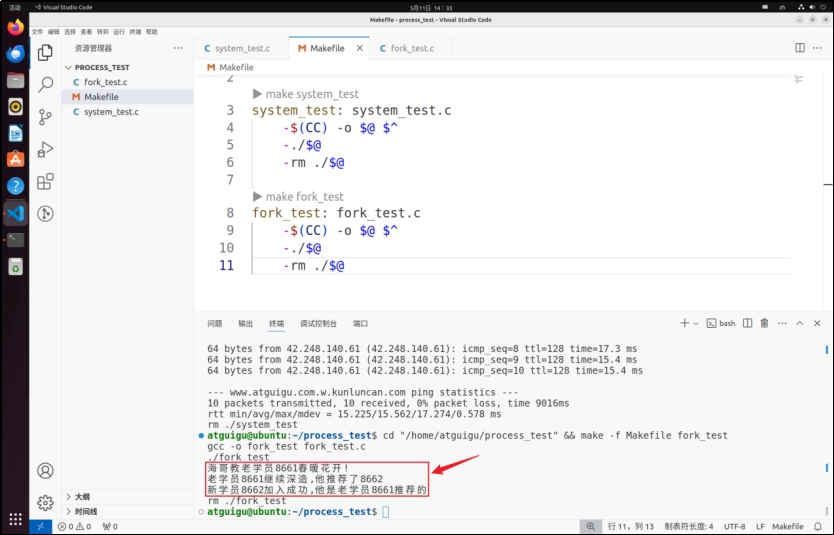 活动
Visual Studio Code
5月11日 14：33
zh
Makefile - process_test - Visual Studio Code
文件 编辑 选择 查看 转到 运行 终端 帮助
资源管理器
PROCESS_TEST
C fork_test.c
M Makefile
C system_test.c
C system_test.c
M Makefile
C fork_test.c
M Makefile
2
make system_test
3 system_test: system_test.c
4 -$(CC) -o $@ $^
5 -./$@
6 -rm ./$@
7
make fork_test
8 fork_test: fork_test.c
9 -$(CC) -o $@ $^
10 -./$@
11 -rm ./$@
问题 输出 终端 调试控制台 端口
bash
64 bytes from 42.248.140.61 (42.248.140.61): icmp_seq=8 ttl=128 time=17.3 ms
64 bytes from 42.248.140.61 (42.248.140.61): icmp_seq=9 ttl=128 time=15.4 ms
64 bytes from 42.248.140.61 (42.248.140.61): icmp_seq=10 ttl=128 time=15.4 ms
--- www.atguigu.com.w.kunluncan.com ping statistics ---
10 packets transmitted, 10 received, 0% packet loss, time 9016ms
rtt min/avg/max/mdev = 15.225/15.562/17.274/0.578 ms
rm ./system_test
atguigu@ubuntu:~/process_test$ cd "/home/atguigu/process_test" && make -f Makefile fork_test
gcc -o fork_test fork_test.c
./fork_test
海哥教老学员8661春暖花开！
老学员8661继续深造,他推荐了8662
新学员8662加入成功,他是老学员8661推荐的
rm ./fork_test
atguigu@ubuntu:~/process_test$
大纲
时间线
0 0 0
行 11，列 13 制表符长度: 4 UTF-8 LF Makefile